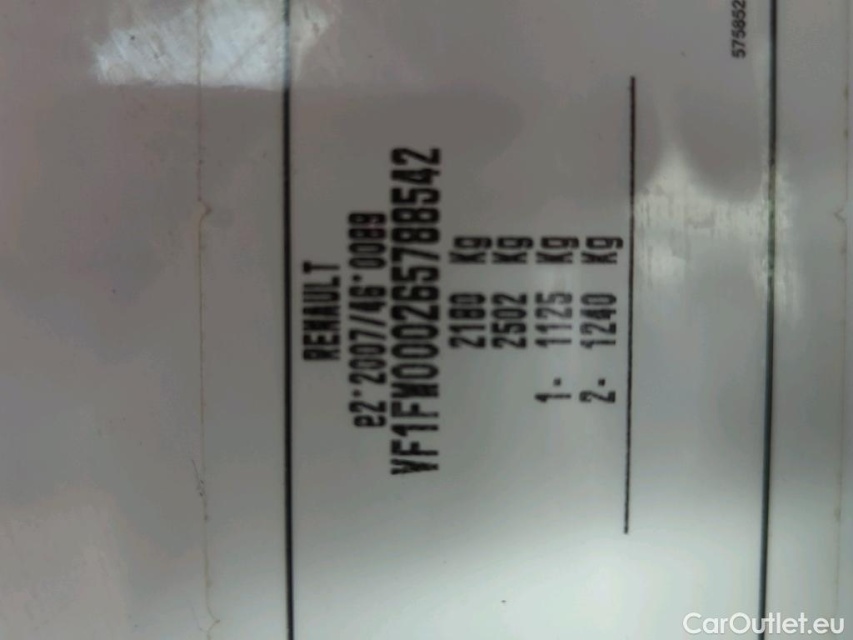 RENAULT
e2*2007/46*0089
VF1FW000265788542
2180 Kg
2502 Kg
1- 1125 Kg
2- 1240 Kg
575852
CarOutlet.eu